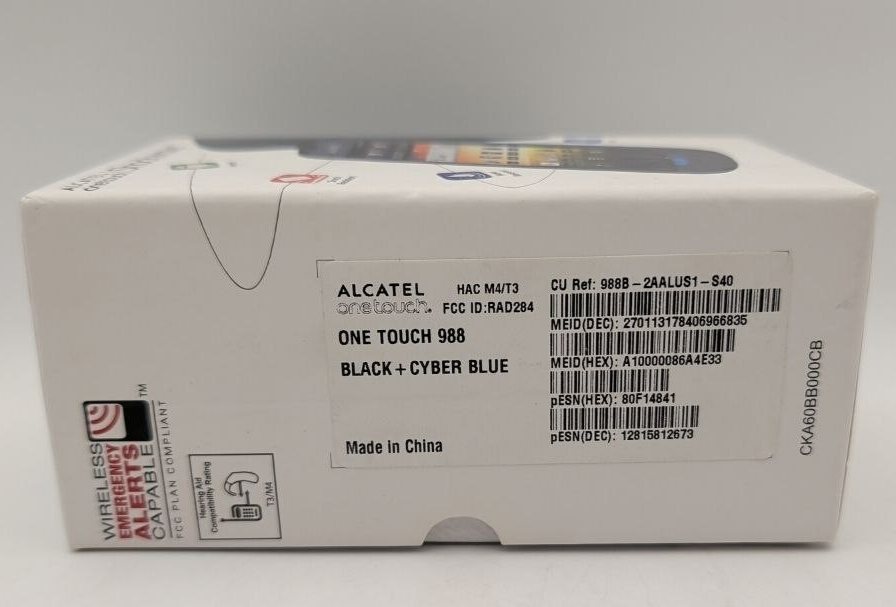 ALCATEL
onetouch.
HAC M4/T3
FCC ID:RAD284
ONE TOUCH 988
BLACK+CYBER BLUE
Made in China
CU Ref: 988B-2AALUS1-S40
MEID(DEC): 270113178406966835
MEID(HEX): A10000086A4E33
pESN(HEX): 80F14841
pESN(DEC): 12815812673
CKA60BB000CB
WIRELESS
EMERGENCY
ALERTS
CAPABLE™
FCC PLAN COMPLIANT
Hearing Aid
Compatibility Rating
T3/M4